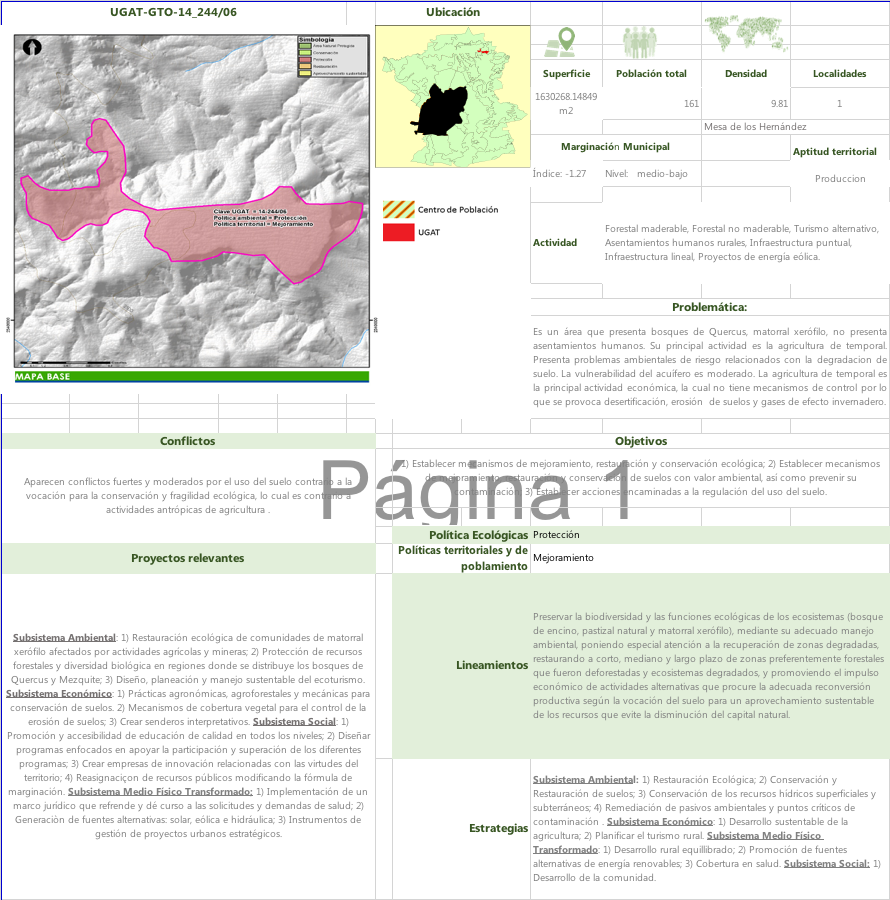 UGAT-GTO-14_244/06
Ubicación
Simbología
Área Natural Protegida
Conservación
Protección
Restauración
Aprovechamiento sustentable
Clave UGAT = 14-244/06
Política ambiental = Protección
Política territorial = Mejoramiento
MAPA BASE
Centro de Población
UGAT
Superficie
Población total
Densidad
Localidades
1630268.14849
m2
161
9.81
1
Mesa de los Hernández
Marginación Municipal
Aptitud territorial
Índice: -1.27
Nivel: medio-bajo
Produccion
Actividad
Forestal maderable, Forestal no maderable, Turismo alternativo,
Asentamientos humanos rurales, Infraestructura puntual,
Infraestructura lineal, Proyectos de energía eólica.
Problemática:
Es un área que presenta bosques de Quercus, matorral xerófilo, no presenta
asentamientos humanos. Su principal actividad es la agricultura de temporal.
Presenta problemas ambientales de riesgo relacionados con la degradacion de
suelo. La vulnerabilidad del acuífero es moderado. La agricultura de temporal es
la principal actividad económica, la cual no tiene mecanismos de control por lo
que se provoca desertificación, erosión de suelos y gases de efecto invernadero.
Conflictos
Aparecen conflictos fuertes y moderados por el uso del suelo contrario a la
vocación para la conservación y fragilidad ecológica, lo cual es contrario a
actividades antrópicas de agricultura .
Objetivos
1) Establecer mecanismos de mejoramiento, restauración y conservación ecológica; 2) Establecer mecanismos
de mejoramiento, restauración y conservación de suelos con valor ambiental, así como prevenir su
contaminación; 3) Establecer acciones encaminadas a la regulación del uso del suelo.
Página 1
Política Ecológicas
Protección
Políticas territoriales y de
poblamiento
Mejoramiento
Proyectos relevantes
Subsistema Ambiental: 1) Restauración ecológica de comunidades de matorral
xerófilo afectados por actividades agrícolas y mineras; 2) Protección de recursos
forestales y diversidad biológica en regiones donde se distribuye los bosques de
Quercus y Mezquite; 3) Diseño, planeación y manejo sustentable del ecoturismo.
Subsistema Económico: 1) Prácticas agronómicas, agroforestales y mecánicas para
conservación de suelos. 2) Mecanismos de cobertura vegetal para el control de la
erosión de suelos; 3) Crear senderos interpretativos. Subsistema Social: 1)
Promoción y accesibilidad de educación de calidad en todos los niveles; 2) Diseñar
programas enfocados en apoyar la participación y superación de los diferentes
programas; 3) Crear empresas de innovación relacionadas con las virtudes del
territorio; 4) Reasignaciçon de recursos públicos modificando la fórmula de
marginación. Subsistema Medio Físico Transformado: 1) Implementación de un
marco jurídico que refrende y dé curso a las solicitudes y demandas de salud; 2)
Generación de fuentes alternativas: solar, eólica e hidráulica; 3) Instrumentos de
gestión de proyectos urbanos estratégicos.
Lineamientos
Preservar la biodiversidad y las funciones ecológicas de los ecosistemas (bosque
de encino, pastizal natural y matorral xerófilo), mediante su adecuado manejo
ambiental, poniendo especial atención a la recuperación de zonas degradadas,
restaurando a corto, mediano y largo plazo de zonas preferentemente forestales
que fueron deforestadas y ecosistemas degradados, y promoviendo el impulso
económico de actividades alternativas que procure la adecuada reconversión
productiva según la vocación del suelo para un aprovechamiento sustentable
de los recursos que evite la disminución del capital natural.
Estrategias
Subsistema Ambiental: 1) Restauración Ecológica; 2) Conservación y
Restauración de suelos; 3) Conservación de los recursos hídricos superficiales y
subterráneos; 4) Remediación de pasivos ambientales y puntos criticos de
contaminación . Subsistema Económico: 1) Desarrollo sustentable de la
agricultura; 2) Planificar el turismo rural. Subsistema Medio Físico
Transformado: 1) Desarrollo rural equillibrado; 2) Promoción de fuentes
alternativas de energía renovables; 3) Cobertura en salud. Subsistema Social: 1)
Desarrollo de la comunidad.